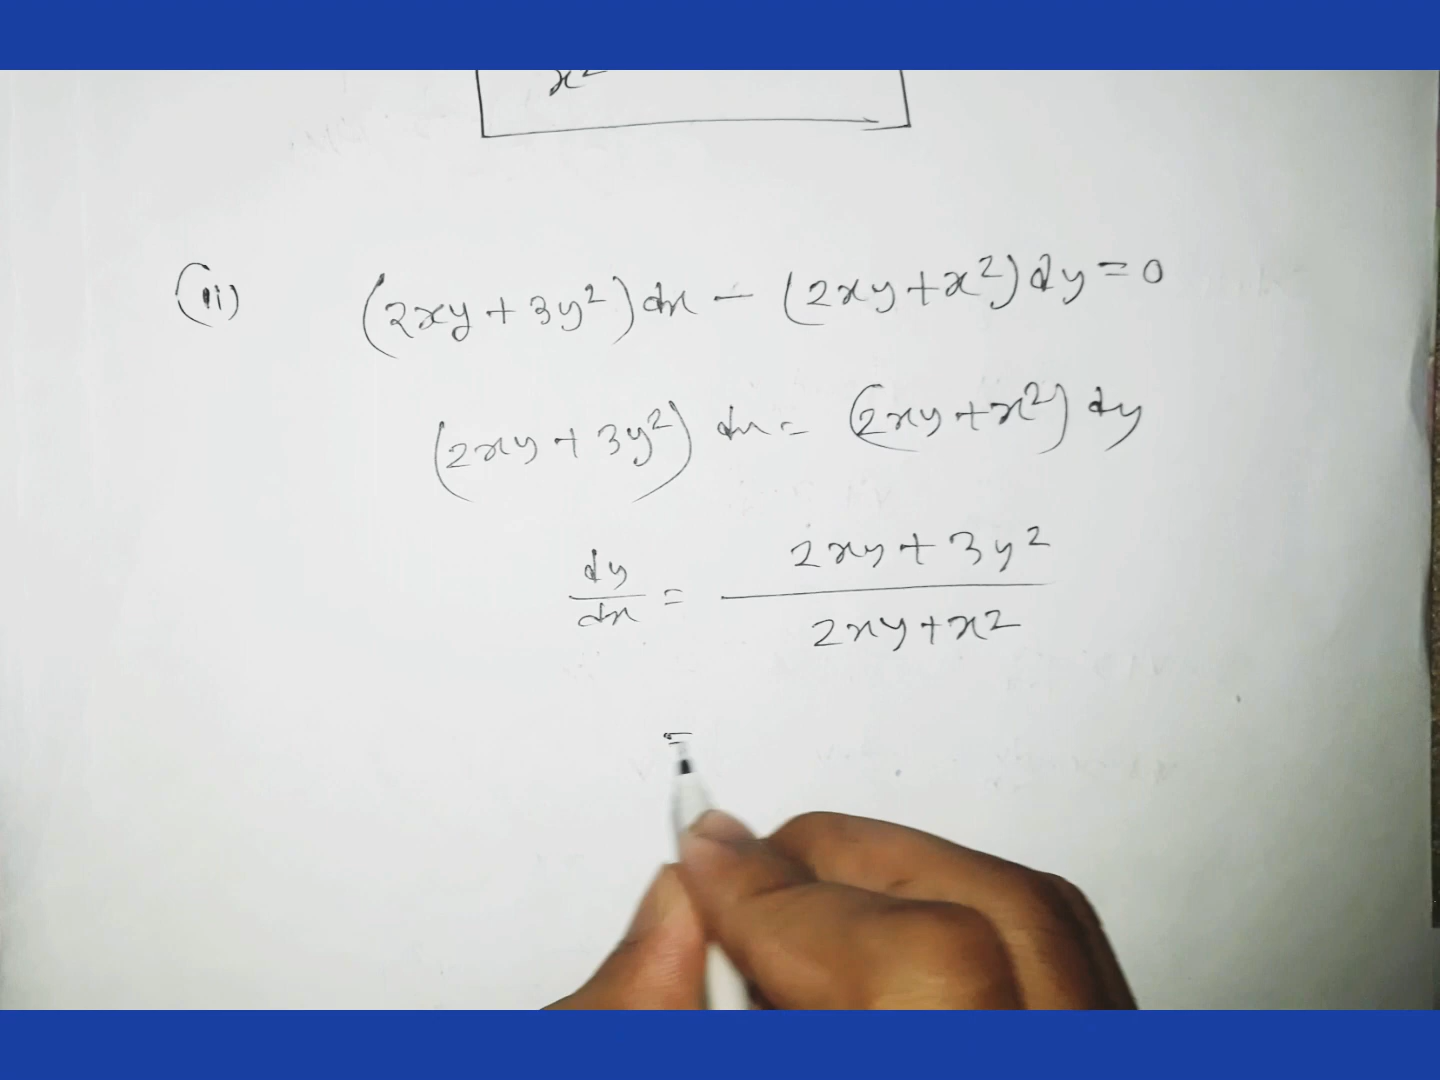 x²
(ii) (2xy + 3y²) dx - (2xy + x²) dy = 0
(2xy + 3y²) dx = (2xy + x²) dy
dy/dx = (2xy + 3y²)/(2xy + x²)
=